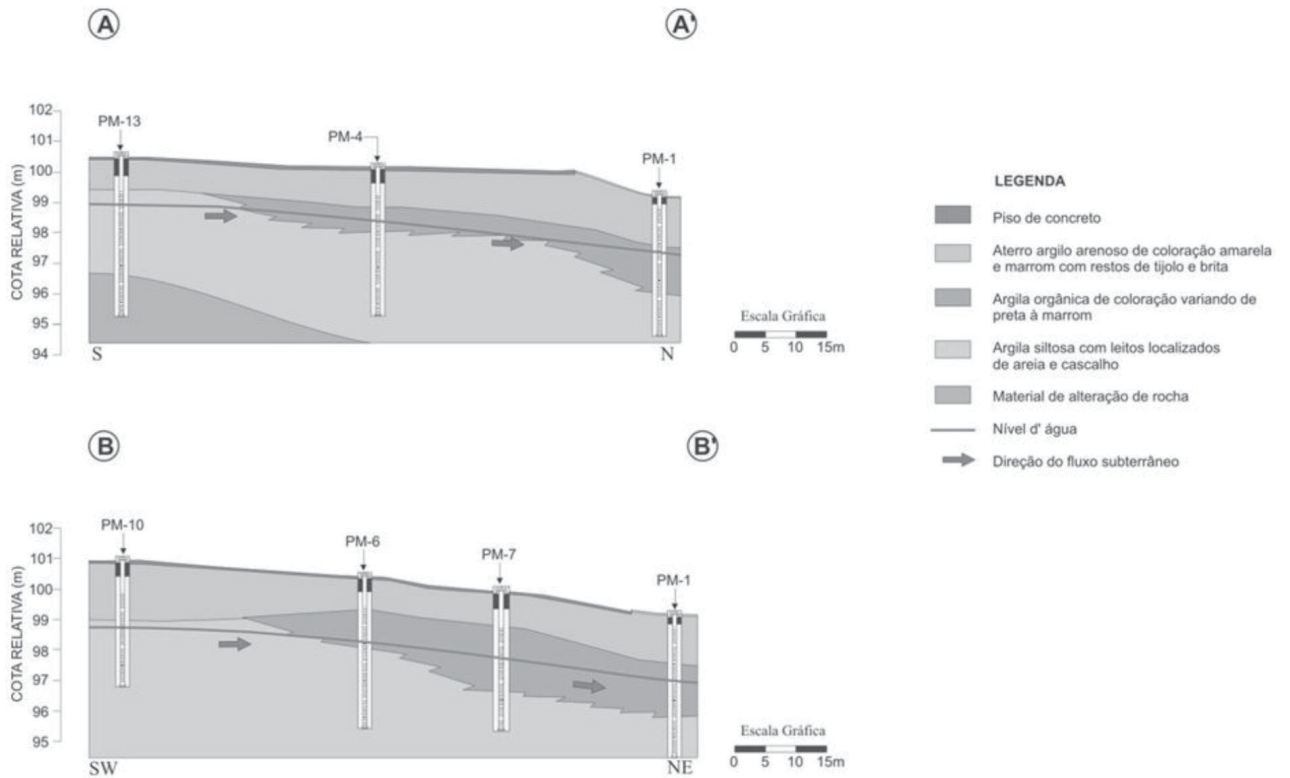 A
A'
102
101
100
99
98
97
96
95
94
COTA RELATIVA (m)
PM-13
PM-4
PM-1
S
N
Escala Gráfica
0 5 10 15m
LEGENDA
Piso de concreto
Aterro argilo arenoso de coloração amarela
e marrom com restos de tijolo e brita
Argila orgânica de coloração variando de
preta à marrom
Argila siltosa com leitos localizados
de areia e cascalho
Material de alteração de rocha
Nível d' água
Direção do fluxo subterrâneo
B
B'
102
101
100
99
98
97
96
95
COTA RELATIVA (m)
PM-10
PM-6
PM-7
PM-1
SW
NE
Escala Gráfica
0 5 10 15m